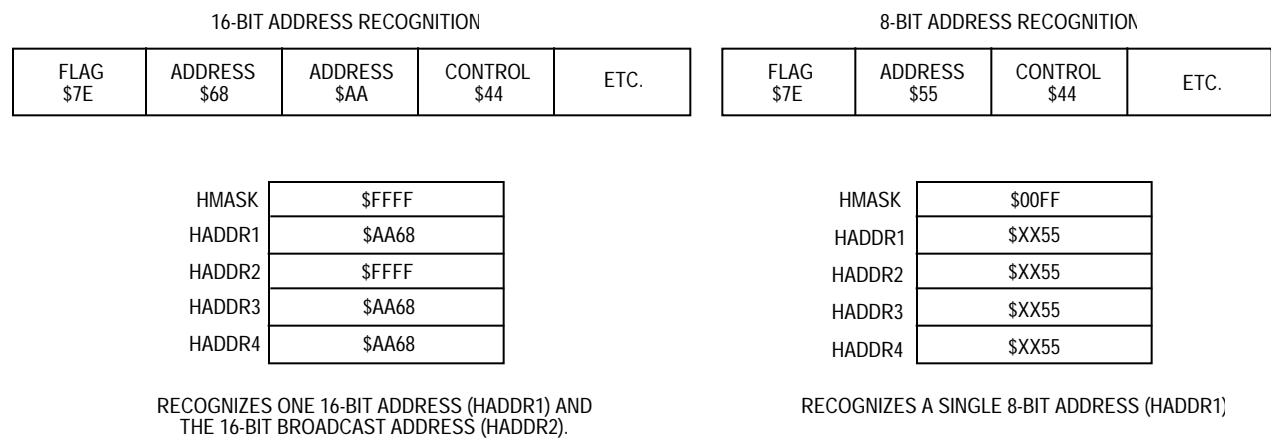 16-BIT ADDRESS RECOGNITION
FLAG
$7E
ADDRESS
$68
ADDRESS
$AA
CONTROL
$44
ETC.
HMASK $FFFF
HADDR1 $AA68
HADDR2 $FFFF
HADDR3 $AA68
HADDR4 $AA68
RECOGNIZES ONE 16-BIT ADDRESS (HADDR1) AND
THE 16-BIT BROADCAST ADDRESS (HADDR2).
8-BIT ADDRESS RECOGNITION
FLAG
$7E
ADDRESS
$55
CONTROL
$44
ETC.
HMASK $00FF
HADDR1 $XX55
HADDR2 $XX55
HADDR3 $XX55
HADDR4 $XX55
RECOGNIZES A SINGLE 8-BIT ADDRESS (HADDR1)